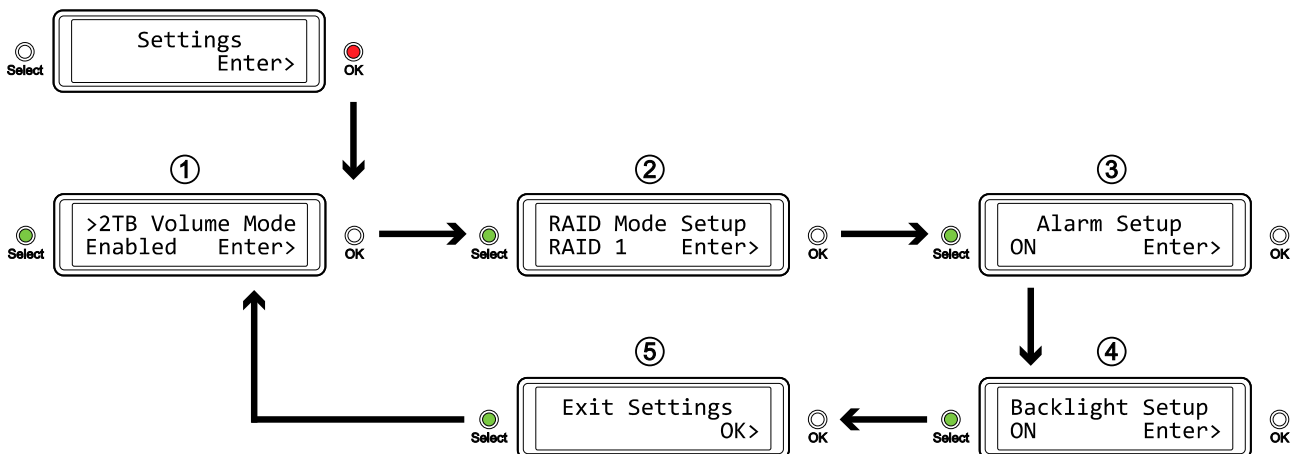 Settings
Enter>
Select
OK
①
>2TB Volume Mode
Enabled Enter>
Select
OK
②
RAID Mode Setup
RAID 1 Enter>
Select
OK
③
Alarm Setup
ON Enter>
Select
OK
⑤
Exit Settings
OK>
Select
OK
④
Backlight Setup
ON Enter>
Select
OK